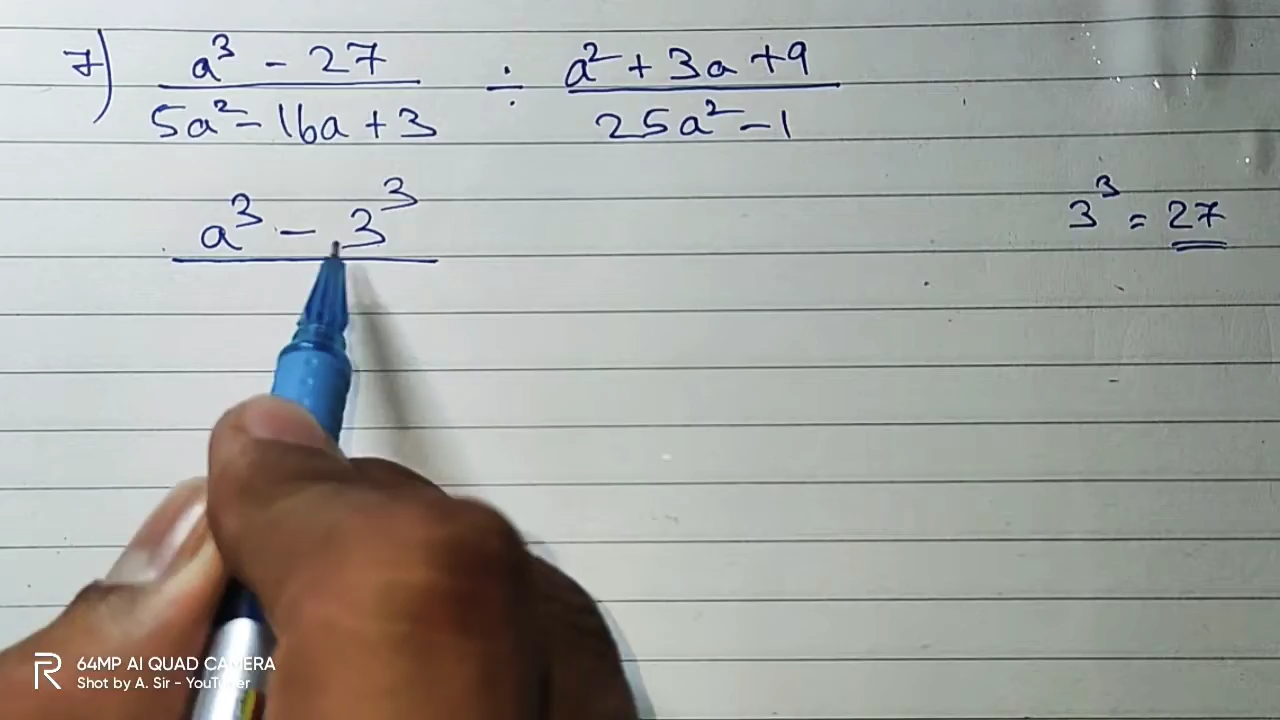 7) a³ - 27 / 5a² - 16a + 3 ÷ a² + 3a + 9 / 25a² - 1
a³ - 3³
3³ = 27
64MP AI QUAD CAMERA
Shot by A. Sir - YouTuber